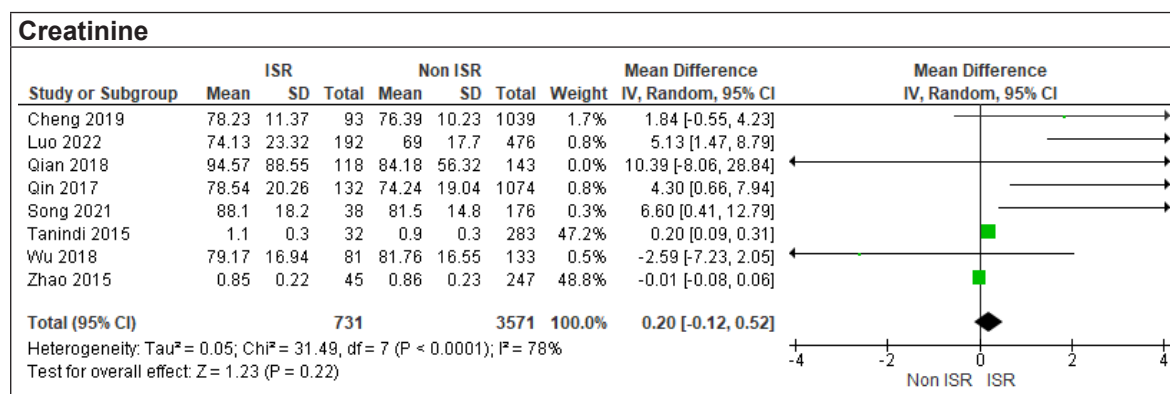 Creatinine
ISR Non ISR Mean Difference Mean Difference
Study or Subgroup Mean SD Total Mean SD Total Weight IV, Random, 95% CI IV, Random, 95% CI
Cheng 2019 78.23 11.37 93 76.39 10.23 1039 1.7% 1.84 [-0.55, 4.23]
Luo 2022 74.13 23.32 192 69 17.7 476 0.8% 5.13 [1.47, 8.79]
Qian 2018 94.57 88.55 118 84.18 56.32 143 0.0% 10.39 [-8.06, 28.84]
Qin 2017 78.54 20.26 132 74.24 19.04 1074 0.8% 4.30 [0.66, 7.94]
Song 2021 88.1 18.2 38 81.5 14.8 176 0.3% 6.60 [0.41, 12.79]
Tanindi 2015 1.1 0.3 32 0.9 0.3 283 47.2% 0.20 [0.09, 0.31]
Wu 2018 79.17 16.94 81 81.76 16.55 133 0.5% -2.59 [-7.23, 2.05]
Zhao 2015 0.85 0.22 45 0.86 0.23 247 48.8% -0.01 [-0.08, 0.06]
Total (95% CI) 731 3571 100.0% 0.20 [-0.12, 0.52]
Heterogeneity: Tau² = 0.05; Chi² = 31.49, df = 7 (P < 0.0001); I² = 78%
Test for overall effect: Z = 1.23 (P = 0.22)
-4 -2 0 2 4
Non ISR ISR